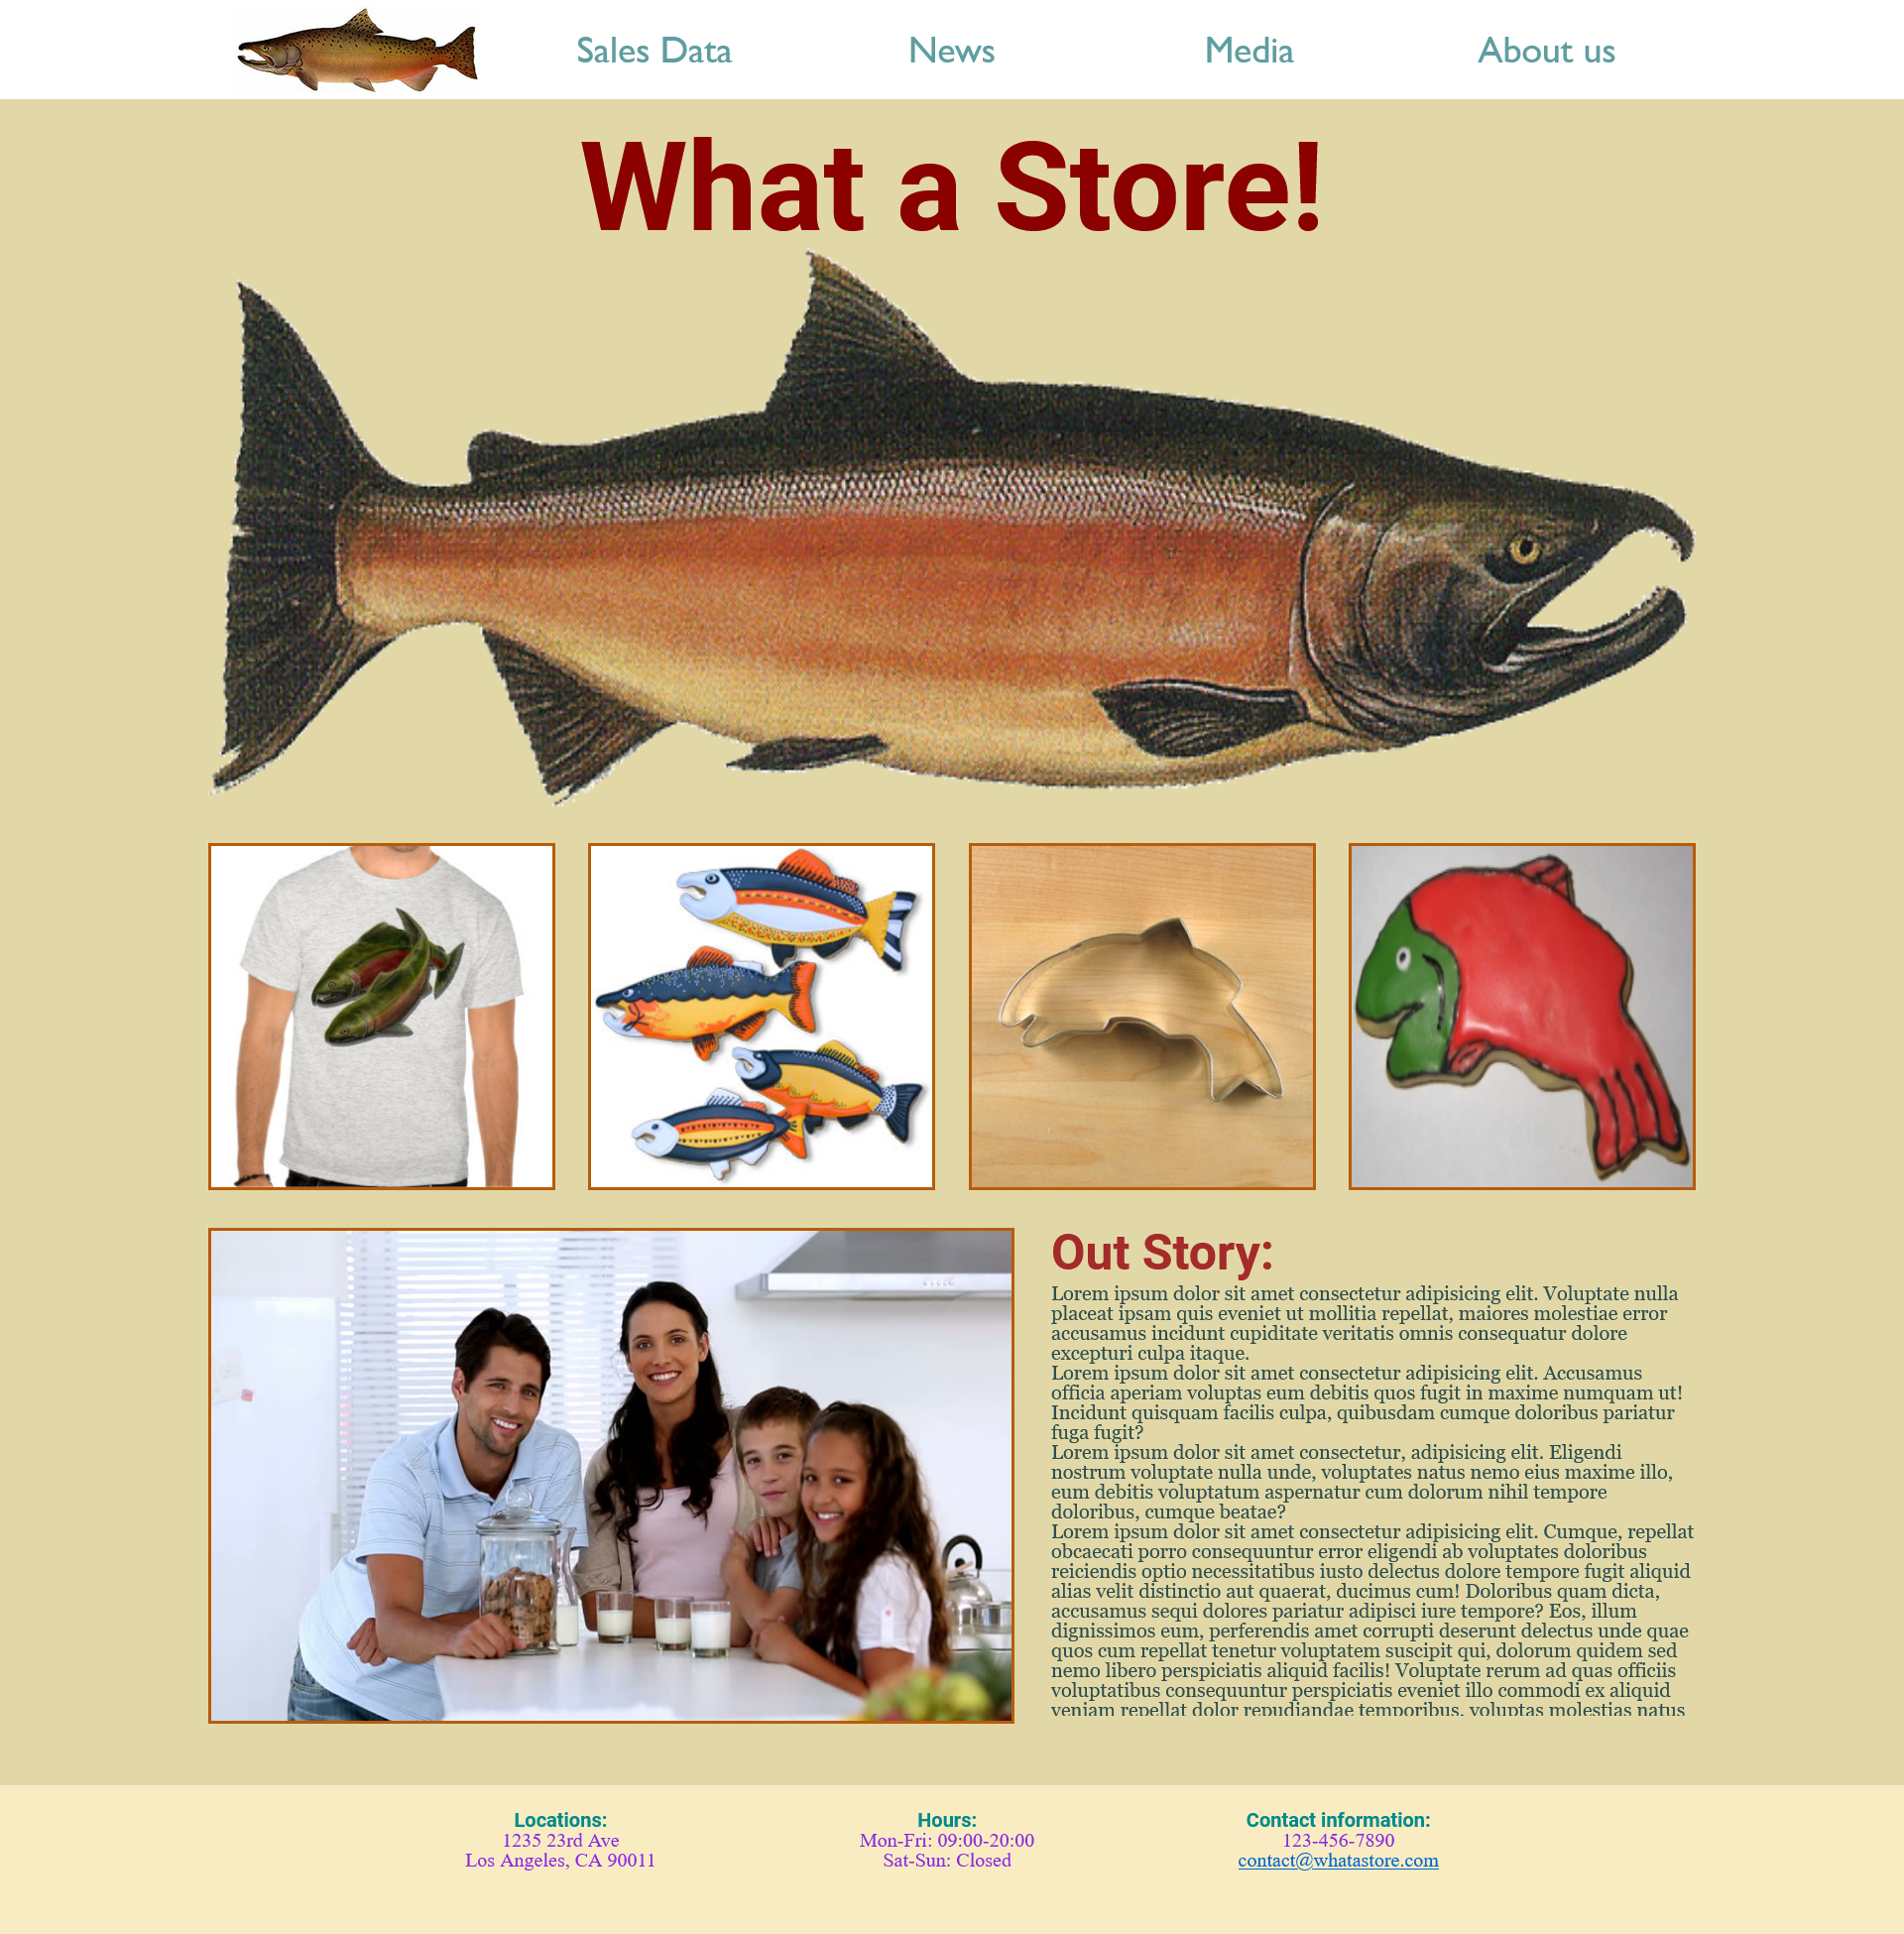 Sales Data
News
Media
About us
What a Store!
Out Story:
Lorem ipsum dolor sit amet consectetur adipisicing elit. Voluptate nulla
placeat ipsam quis eveniet ut mollitia repellat, maiores molestiae error
accusamus incidunt cupiditate veritatis omnis consequatur dolore
excepturi culpa itaque.
Lorem ipsum dolor sit amet consectetur adipisicing elit. Accusamus
officia aperiam voluptas eum debitis quos fugit in maxime numquam ut!
Incidunt quisquam facilis culpa, quibusdam cumque doloribus pariatur
fuga fugit?
Lorem ipsum dolor sit amet consectetur, adipisicing elit. Eligendi
nostrum voluptate nulla unde, voluptates natus nemo eius maxime illo,
eum debitis voluptatum aspernatur cum dolorum nihil tempore
doloribus, cumque beatae?
Lorem ipsum dolor sit amet consectetur adipisicing elit. Cumque, repellat
obcaecati porro consequuntur error eligendi ab voluptates doloribus
reiciendis optio necessitatibus iusto delectus dolore tempore fugit aliquid
alias velit distinctio aut quaerat, ducimus cum! Doloribus quam dicta,
accusamus sequi dolores pariatur adipisci iure tempore? Eos, illum
dignissimos eum, perferendis amet corrupti deserunt delectus unde quae
quos cum repellat tenetur voluptatem suscipit qui, dolorum quidem sed
nemo libero perspiciatis aliquid facilis! Voluptate rerum ad quas officiis
voluptatibus consequuntur perspiciatis eveniet illo commodi ex aliquid
veniam repellat dolor repudiandae temporibus, voluptas molestias natus
Locations:
1235 23rd Ave
Los Angeles, CA 90011
Hours:
Mon-Fri: 09:00-20:00
Sat-Sun: Closed
Contact information:
123-456-7890
contact@whatastore.com